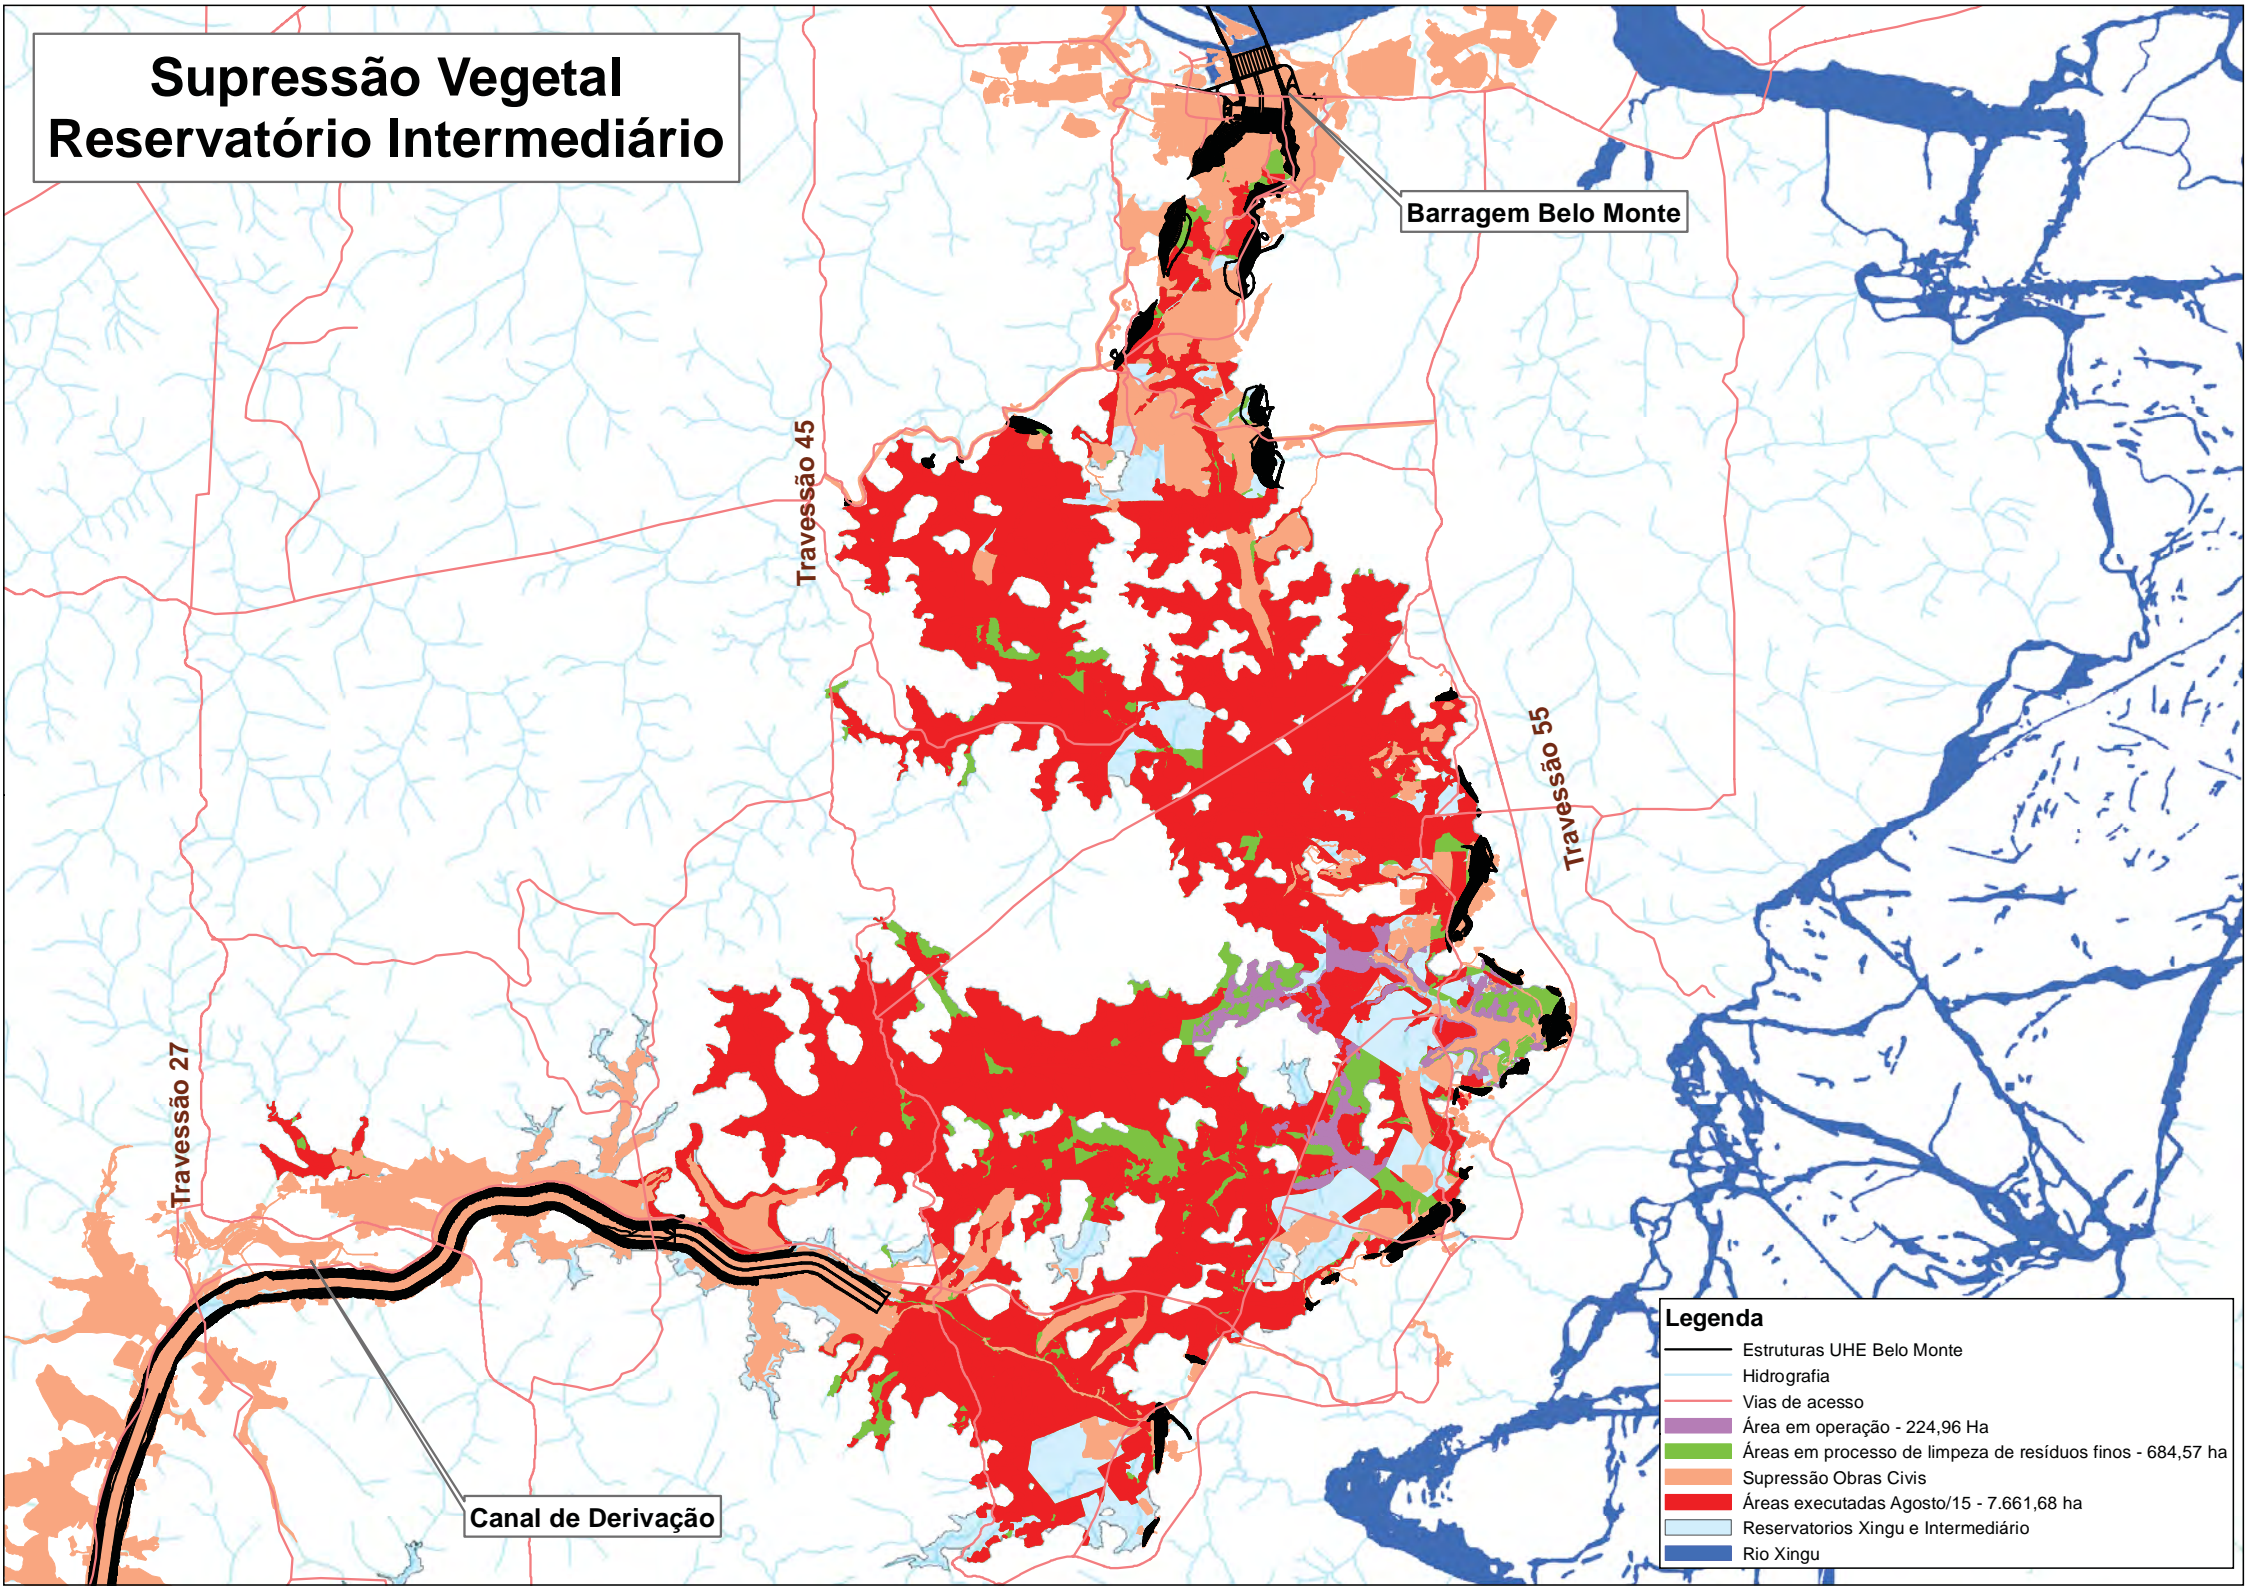 Supressão Vegetal
Reservatório Intermediário
Barragem Belo Monte
Travessão 45
Travessão 55
Travessão 27
Canal de Derivação
Legenda
Estruturas UHE Belo Monte
Hidrografia
Vias de acesso
Área em operação - 224,96 Ha
Áreas em processo de limpeza de resíduos finos - 684,57 ha
Supressão Obras Civis
Áreas executadas Agosto/15 - 7.661,68 ha
Reservatorios Xingu e Intermediário
Rio Xingu